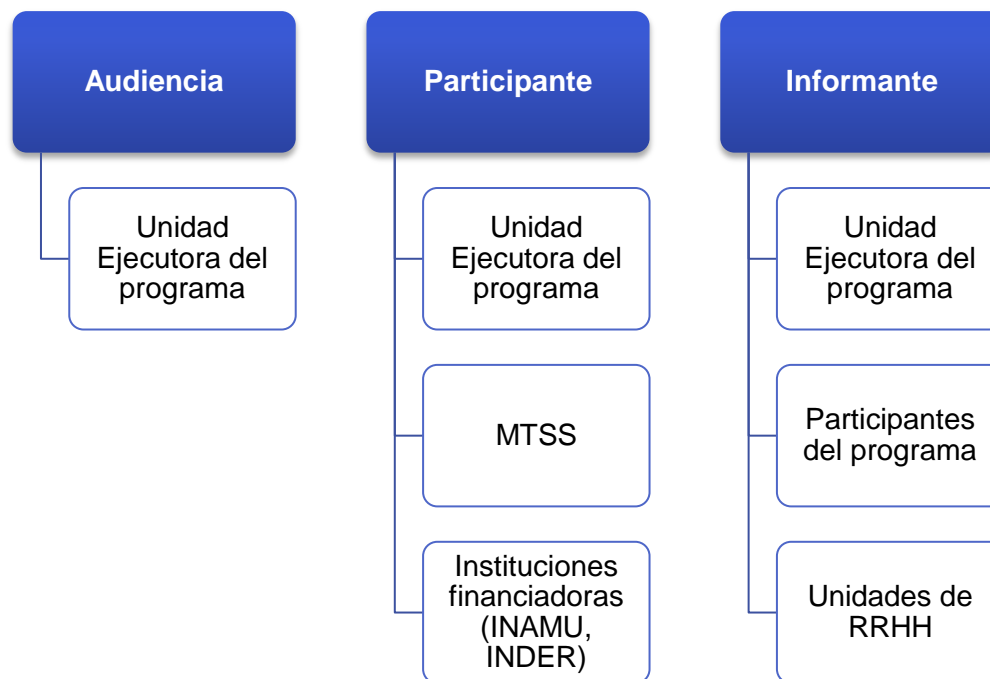 Audiencia
Unidad
Ejecutora del
programa
Participante
Unidad
Ejecutora del
programa
MTSS
Instituciones
financiadoras
(INAMU,
INDER)
Informante
Unidad
Ejecutora del
programa
Participantes
del programa
Unidades de
RRHH